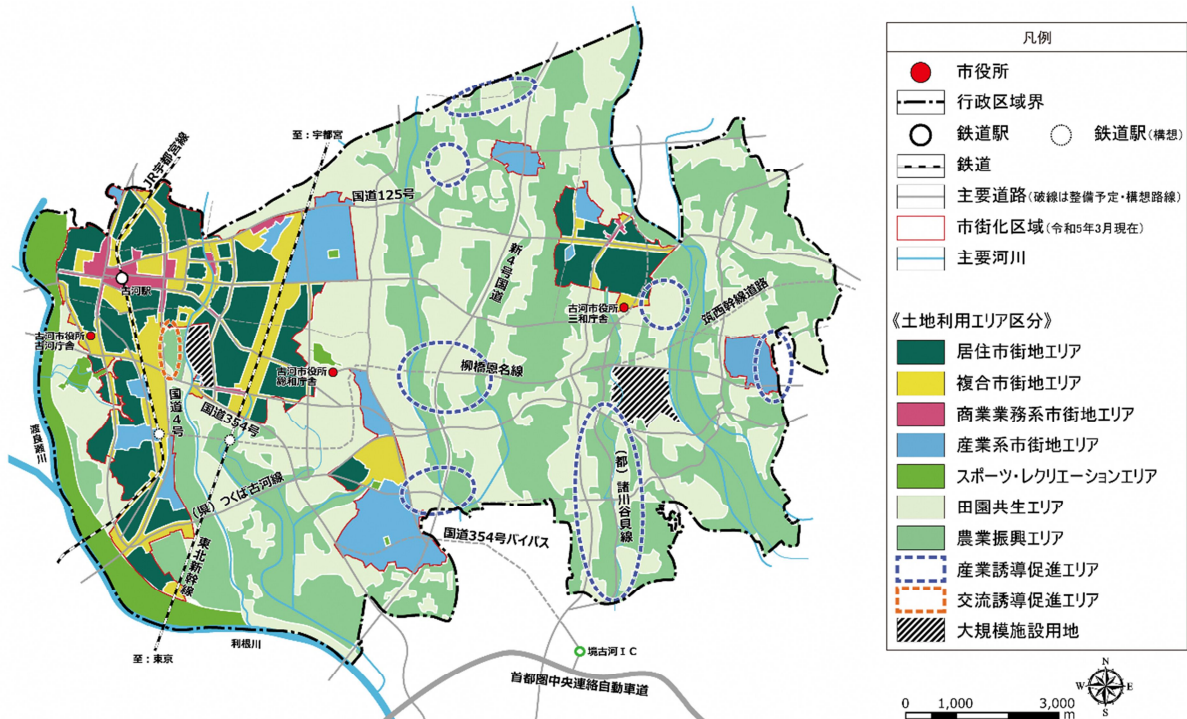 至：宇都宮
JR宇都宮線
国道125号
新4号国道
古河駅
古河市役所
古河庁舎
古河市役所
三和庁舎
筑西幹線道路
古河市役所
総和庁舎
柳橋恩名線
国道4号
国道354号
渡良瀬川
(県)つくば古河線
(都)諸川谷貝線
国道354号バイパス
東北新幹線
利根川
至：東京
境古河IC
首都圏中央連絡自動車道
凡例
市役所
行政区域界
鉄道駅 鉄道駅(構想)
鉄道
主要道路(破線は整備予定・構想路線)
市街化区域(令和5年3月現在)
主要河川
《土地利用エリア区分》
居住市街地エリア
複合市街地エリア
商業業務系市街地エリア
産業系市街地エリア
スポーツ・レクリエーションエリア
田園共生エリア
農業振興エリア
産業誘導促進エリア
交流誘導促進エリア
大規模施設用地
N
W E
S
0 1,000 3,000
m